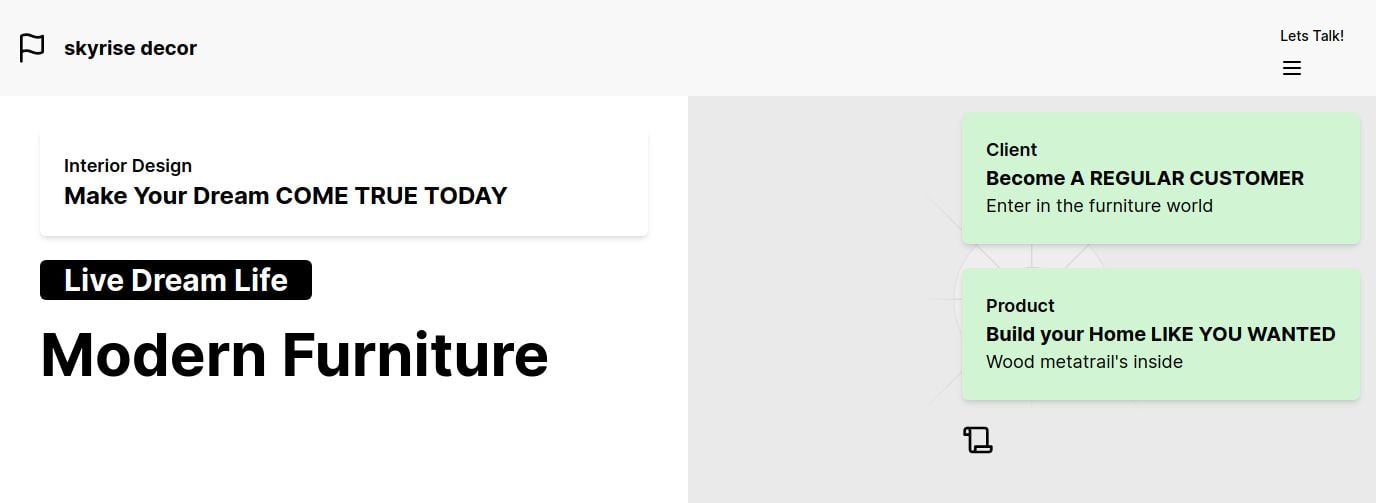 skyrise decor
Lets Talk!
Interior Design
Make Your Dream COME TRUE TODAY
Live Dream Life
Modern Furniture
Client
Become A REGULAR CUSTOMER
Enter in the furniture world
Product
Build your Home LIKE YOU WANTED
Wood metatrail's inside